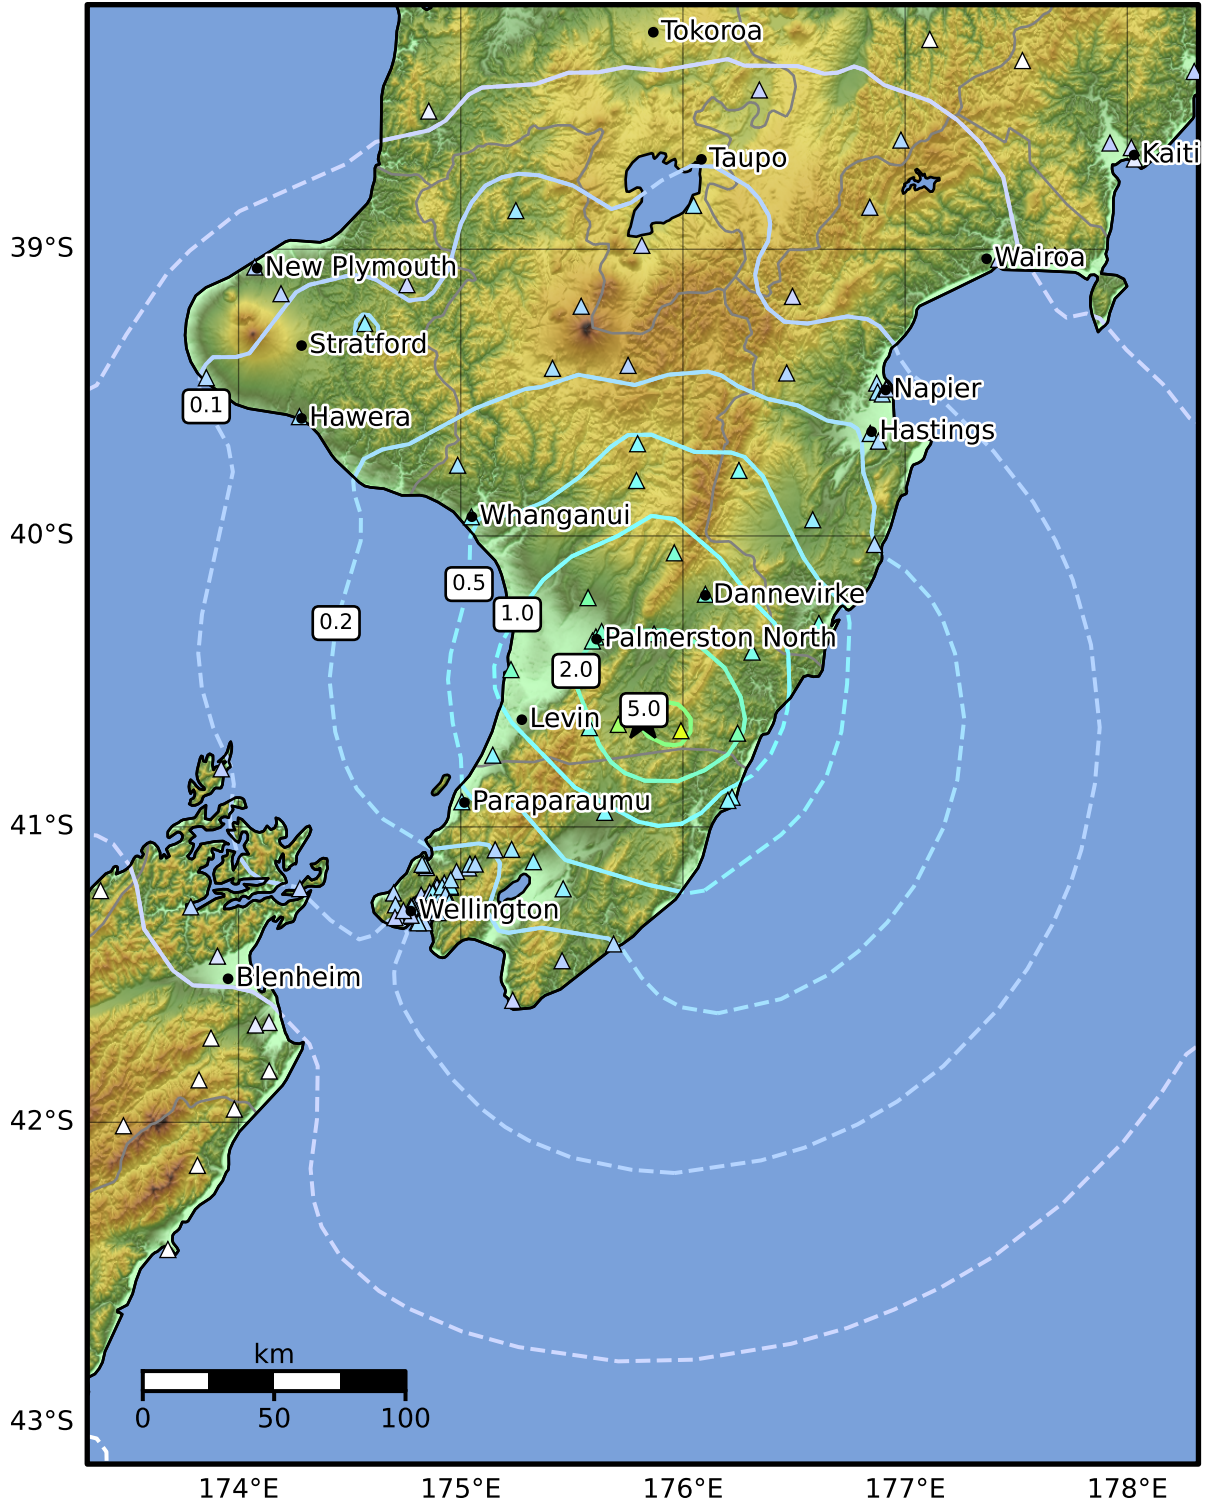 Tokoroa
Taupo
Kaiti
39°S
New Plymouth
Wairoa
Stratford
0.1
Hawera
Napier
Hastings
Whanganui
40°S
0.5
1.0
0.2
Dannevirke
Palmerston North
2.0
5.0
Levin
Paraparaumu
41°S
Wellington
Blenheim
42°S
km
0 50 100
43°S
174°E 175°E 176°E 177°E 178°E